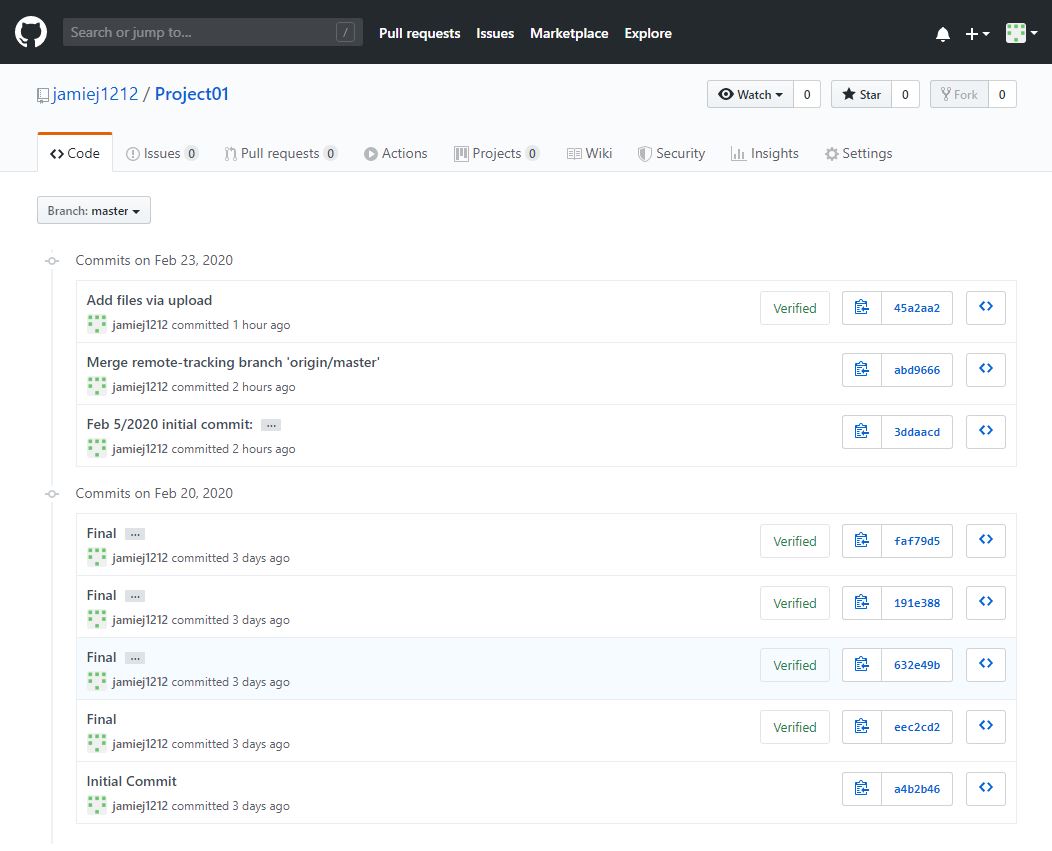 Search or jump to... /
Pull requests Issues Marketplace Explore
jamiej1212 / Project01
Watch 0 Star 0 Fork 0
Code Issues 0 Pull requests 0 Actions Projects 0 Wiki Security Insights Settings
Branch: master
Commits on Feb 23, 2020
Add files via upload
jamiej1212 committed 1 hour ago
Verified 45a2aa2
Merge remote-tracking branch 'origin/master'
jamiej1212 committed 2 hours ago
abd9666
Feb 5/2020 initial commit: ...
jamiej1212 committed 2 hours ago
3ddaacd
Commits on Feb 20, 2020
Final ...
jamiej1212 committed 3 days ago
Verified faf79d5
Final ...
jamiej1212 committed 3 days ago
Verified 191e388
Final ...
jamiej1212 committed 3 days ago
Verified 632e49b
Final
jamiej1212 committed 3 days ago
Verified eec2cd2
Initial Commit
jamiej1212 committed 3 days ago
a4b2b46